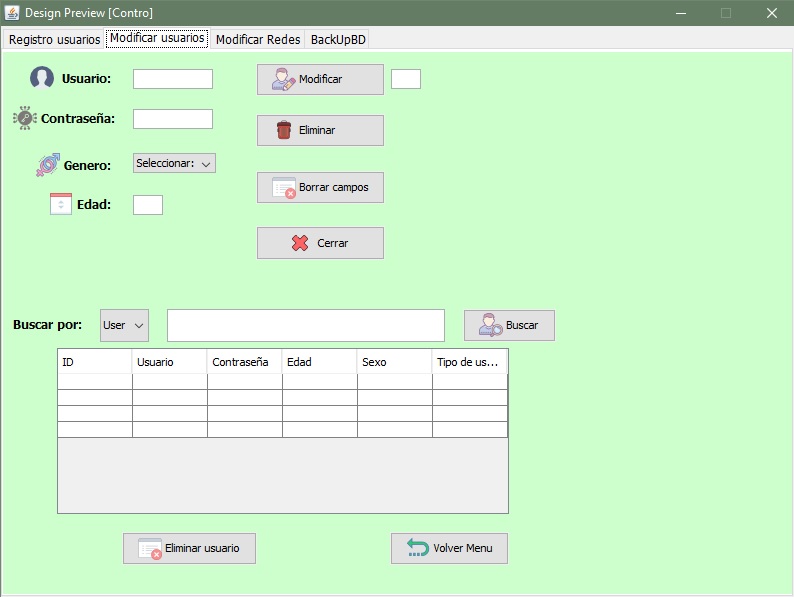 Design Preview [Contro]
Registro usuarios Modificar usuarios Modificar Redes BackUpBD
Usuario: Modificar
Contraseña: Eliminar
Genero: Seleccionar:
Borrar campos
Edad:
Cerrar
Buscar por: User Buscar
ID Usuario Contraseña Edad Sexo Tipo de us...
Eliminar usuario Volver Menu